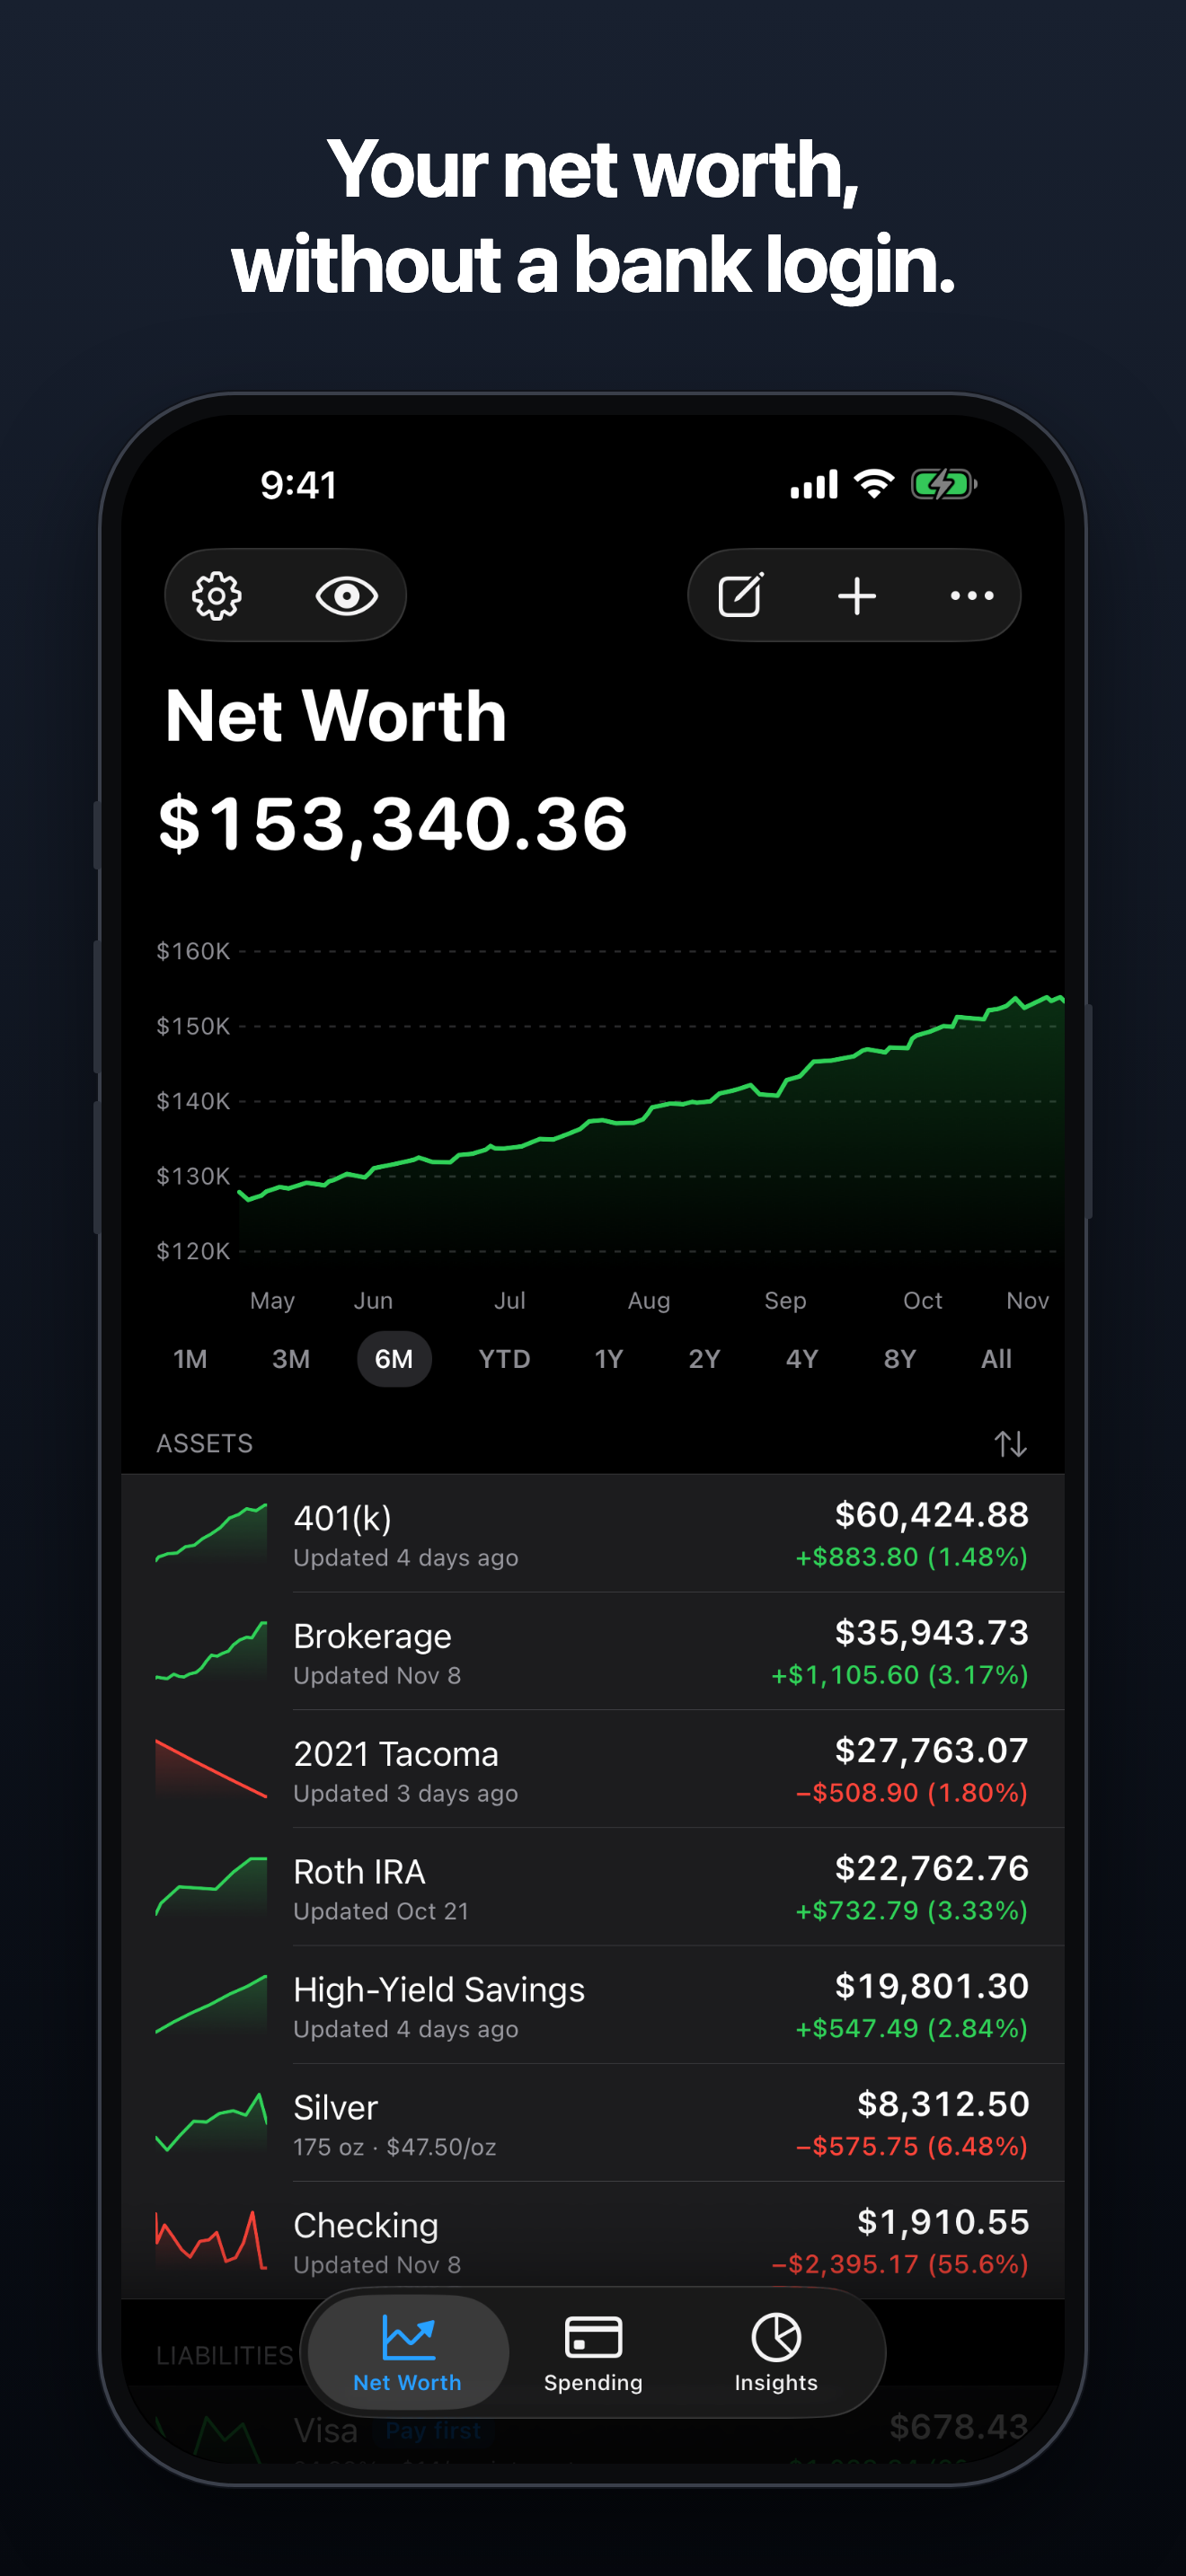 Your net worth,
without a bank login.
9:41
Net Worth
$153,340.36
$160K
$150K
$140K
$130K
$120K
May Jun Jul Aug Sep Oct Nov
1M 3M 6M YTD 1Y 2Y 4Y 8Y All
ASSETS
401(k) $60,424.88
Updated 4 days ago +$883.80 (1.48%)
Brokerage $35,943.73
Updated Nov 8 +$1,105.60 (3.17%)
2021 Tacoma $27,763.07
Updated 3 days ago −$508.90 (1.80%)
Roth IRA $22,762.76
Updated Oct 21 +$732.79 (3.33%)
High-Yield Savings $19,801.30
Updated 4 days ago +$547.49 (2.84%)
Silver $8,312.50
175 oz · $47.50/oz −$575.75 (6.48%)
Checking $1,910.55
Updated Nov 8 −$2,395.17 (55.6%)
LIABILITIES
Net Worth Spending Insights
Visa Pay first $678.43